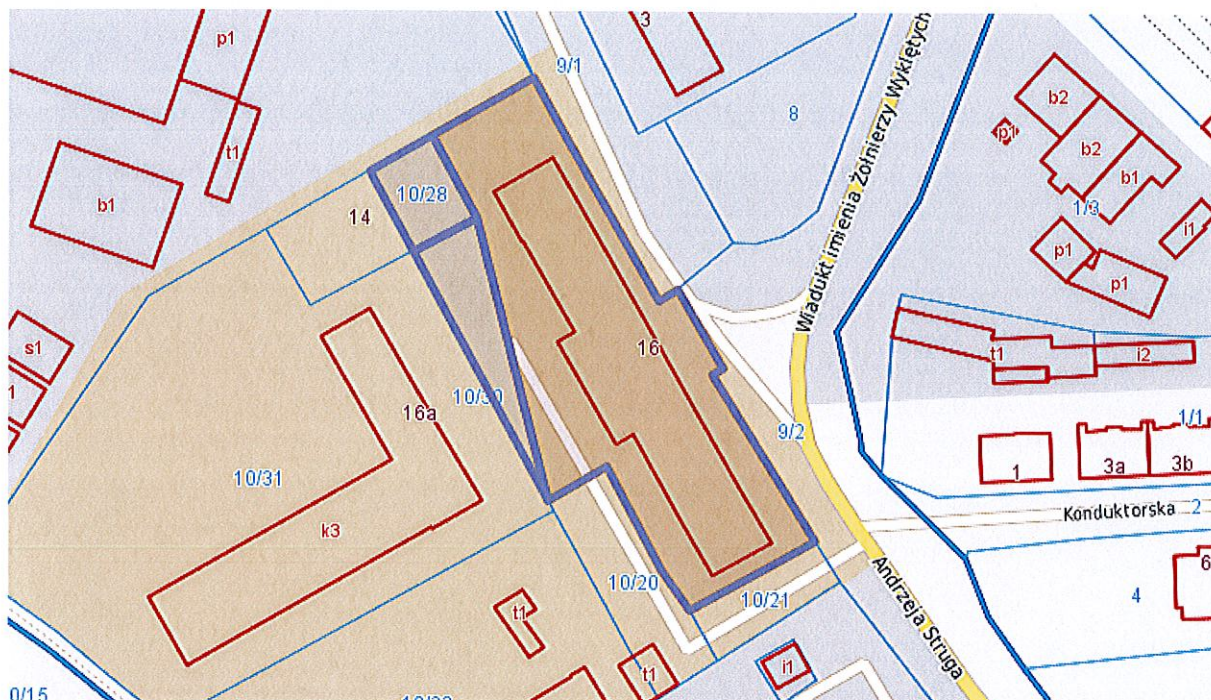 p1
3
9/1
8
Wiadukt imienia Żołnierzy Wyklętych
b2
p1
b2
b1
1/3
i1
t1
b1
10/28
14
p1
p1
s1
1
16
t1
i2
16a
10/30
9/2
1/1
1
3a
3b
10/31
k3
Konduktorska
2
10/20
10/21
Andrzeja Struga
4
6
t1
t1
i1
0/15